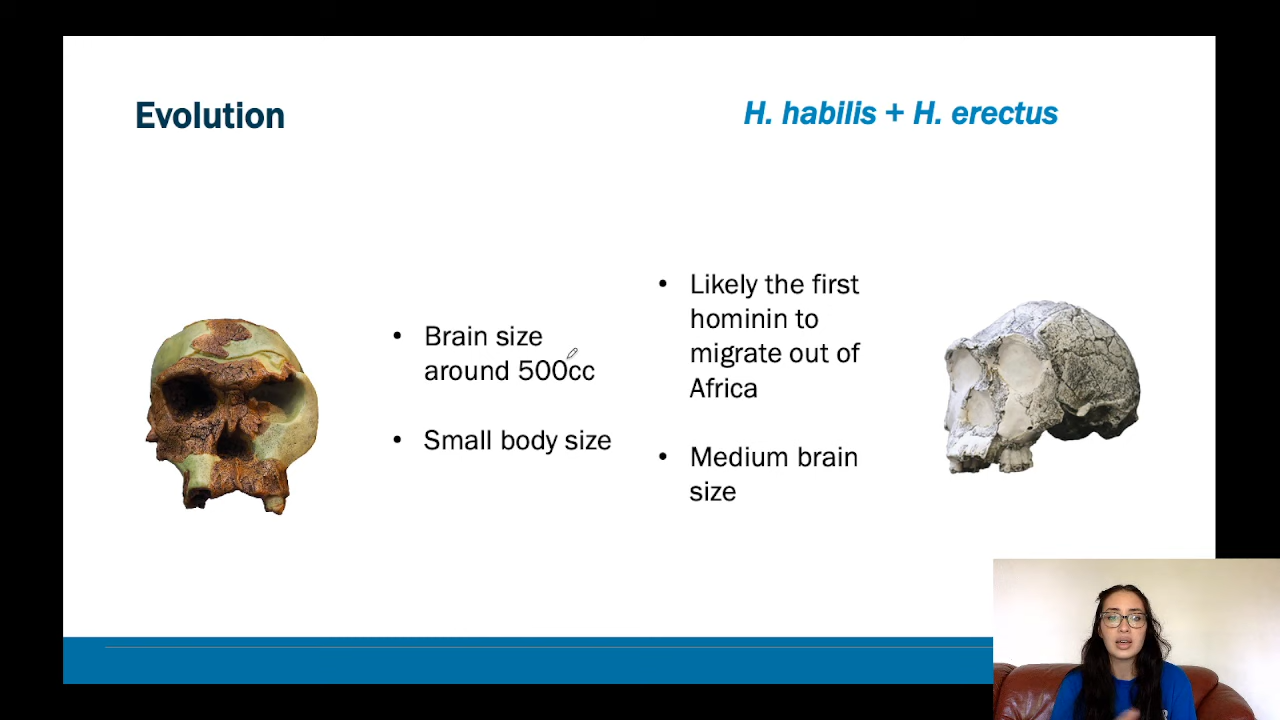 Evolution
H. habilis + H. erectus
• Brain size
around 500cc
• Small body size
• Likely the first
hominin to
migrate out of
Africa
• Medium brain
size